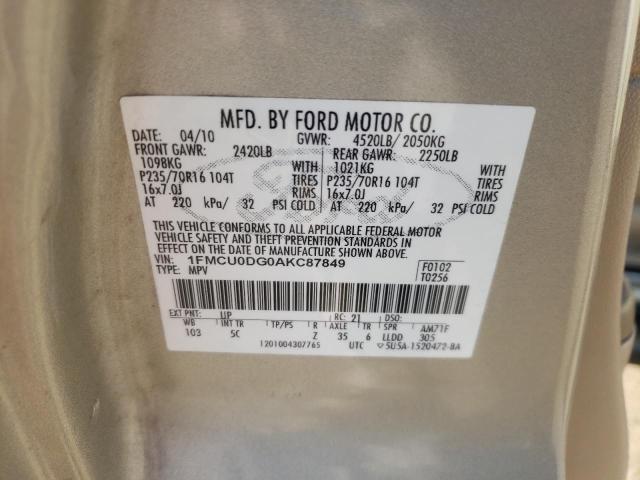 MFD. BY FORD MOTOR CO.
DATE: 04/10 GVWR: 4520LB/ 2050KG
FRONT GAWR: 2420LB REAR GAWR: 2250LB
1098KG WITH 1021KG WITH
P235/70R16 104T TIRES P235/70R16 104T TIRES
16x7.0J RIMS 16x7.0J RIMS
AT 220 kPa/ 32 PSI COLD AT 220 kPa/ 32 PSI COLD
THIS VEHICLE CONFORMS TO ALL APPLICABLE FEDERAL MOTOR
VEHICLE SAFETY AND THEFT PREVENTION STANDARDS IN
EFFECT ON THE DATE OF MANUFACTURE SHOWN ABOVE.
VIN: 1FMCU0DG0AKC87849 F0102
TYPE: MPV T0256
EXT PNT: UP RC: 21 DSO:
WB INT TR TP/PS R AXLE TR SPR AM71F
103 5C Z 35 6 LLDD 305
1201004307765 UTC 5U5A-1520472-BA